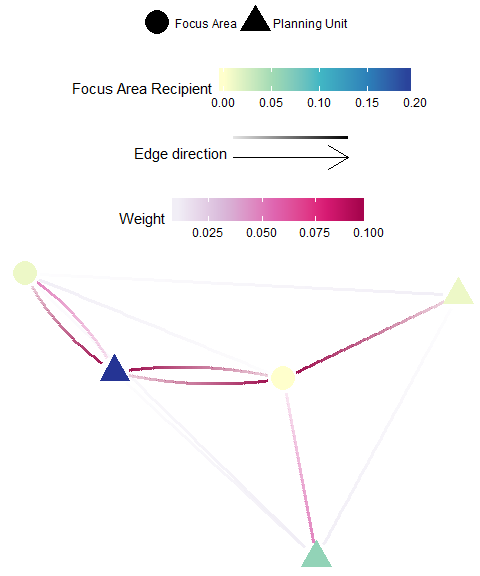 Focus Area Planning Unit
Focus Area Recipient
0.00 0.05 0.10 0.15 0.20
Edge direction
Weight
0.025 0.050 0.075 0.100